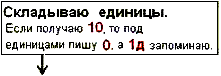 Складываю единицы.
Если получаю 10, то под
единицами пишу 0, а 1д запоминаю.